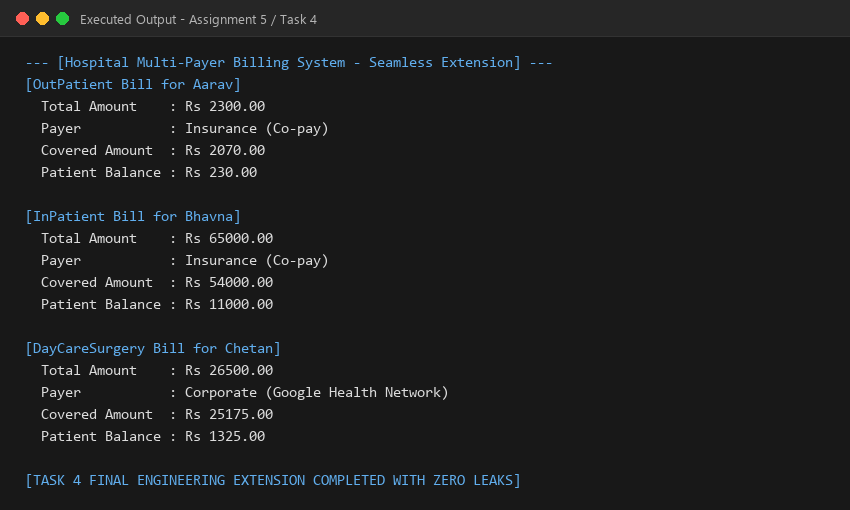 Executed Output - Assignment 5 / Task 4
--- [Hospital Multi-Payer Billing System - Seamless Extension] ---
[OutPatient Bill for Aarav]
  Total Amount    : Rs 2300.00
  Payer           : Insurance (Co-pay)
  Covered Amount  : Rs 2070.00
  Patient Balance : Rs 230.00

[InPatient Bill for Bhavna]
  Total Amount    : Rs 65000.00
  Payer           : Insurance (Co-pay)
  Covered Amount  : Rs 54000.00
  Patient Balance : Rs 11000.00

[DayCareSurgery Bill for Chetan]
  Total Amount    : Rs 26500.00
  Payer           : Corporate (Google Health Network)
  Covered Amount  : Rs 25175.00
  Patient Balance : Rs 1325.00

[TASK 4 FINAL ENGINEERING EXTENSION COMPLETED WITH ZERO LEAKS]